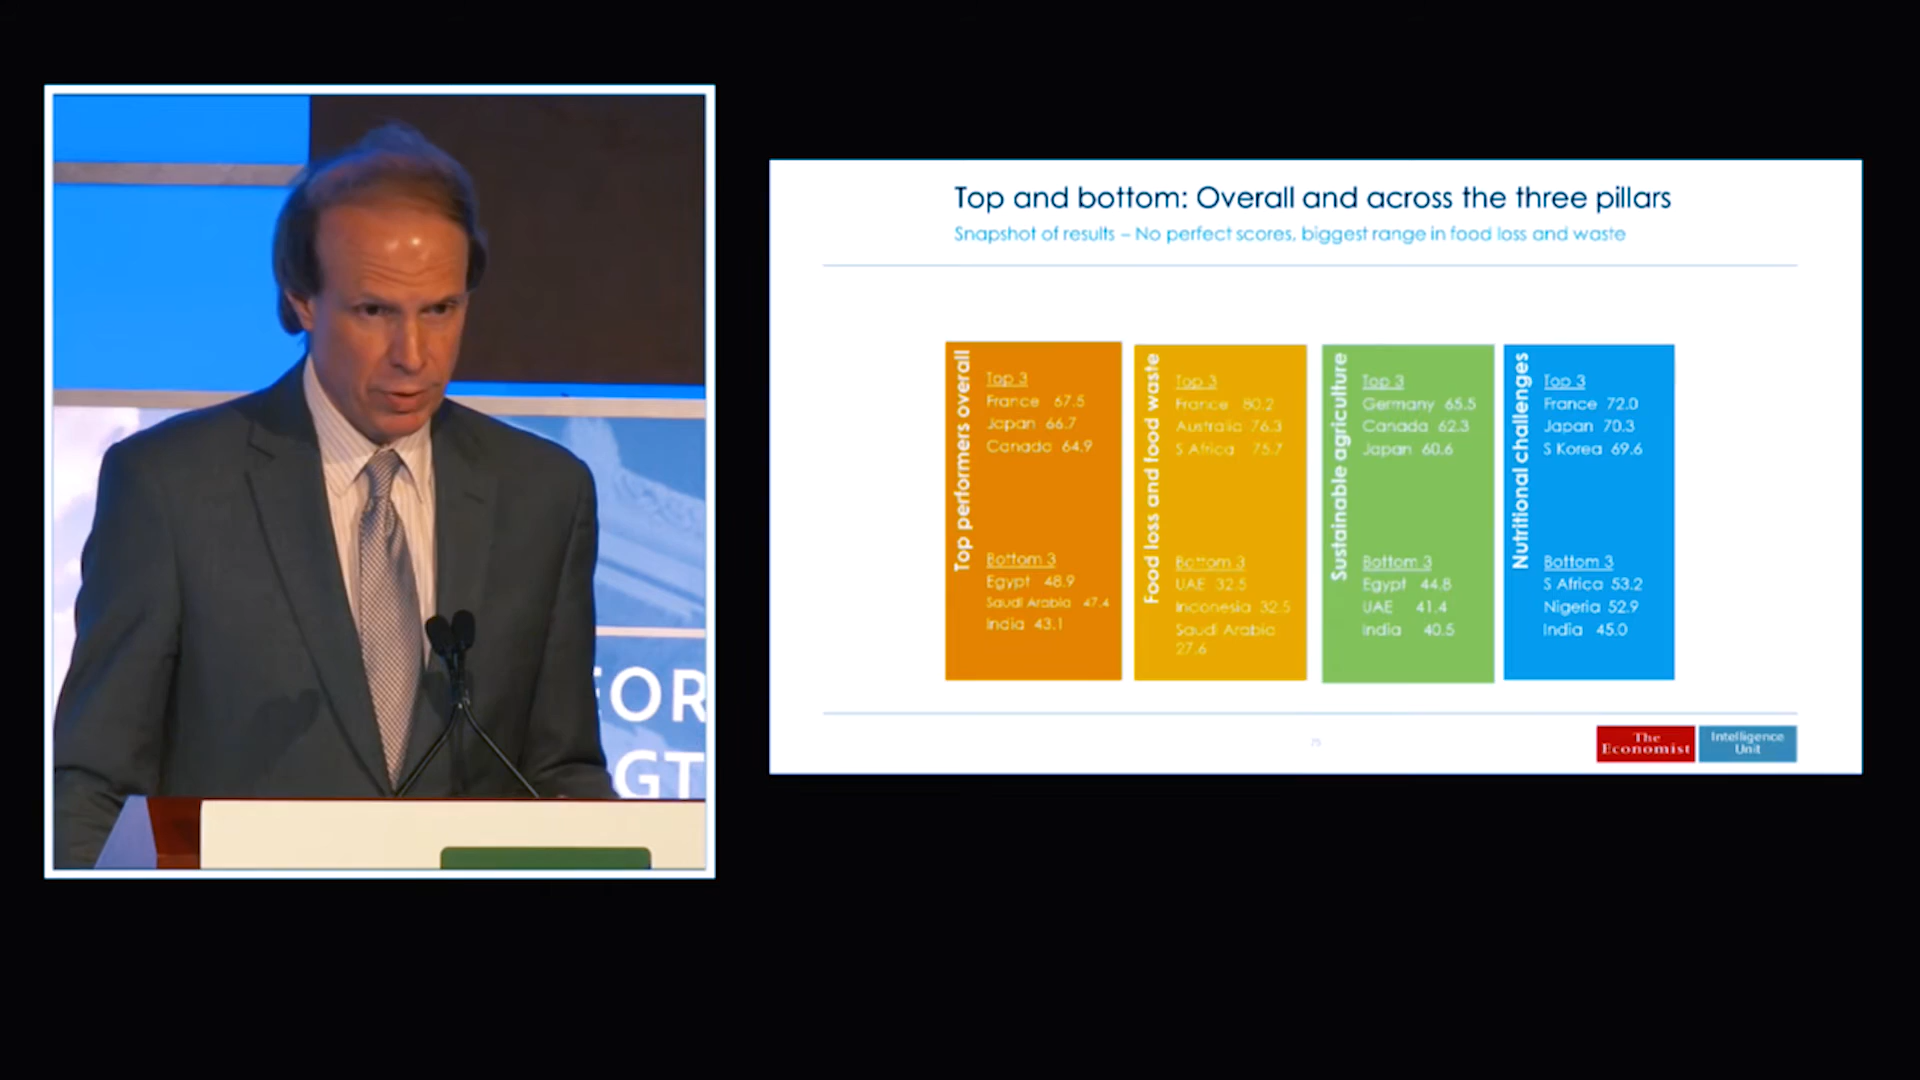 FOR
GT
Top and bottom: Overall and across the three pillars
Snapshot of results – No perfect scores, biggest range in food loss and waste
Top performers overall
Top 3
France 67.5
Japan 66.7
Canada 64.9
Bottom 3
Egypt 48.9
Saudi Arabia 47.4
India 43.1
Food loss and food waste
Top 3
France 80.2
Australia 76.3
S Africa 75.7
Bottom 3
UAE 32.5
Indonesia 32.5
Saudi Arabia
27.6
Sustainable agriculture
Top 3
Germany 65.5
Canada 62.3
Japan 60.6
Bottom 3
Egypt 44.8
UAE 41.4
India 40.5
Nutritional challenges
Top 3
France 72.0
Japan 70.3
S Korea 69.6
Bottom 3
S Africa 53.2
Nigeria 52.9
India 45.0
The
Economist
Intelligence
Unit